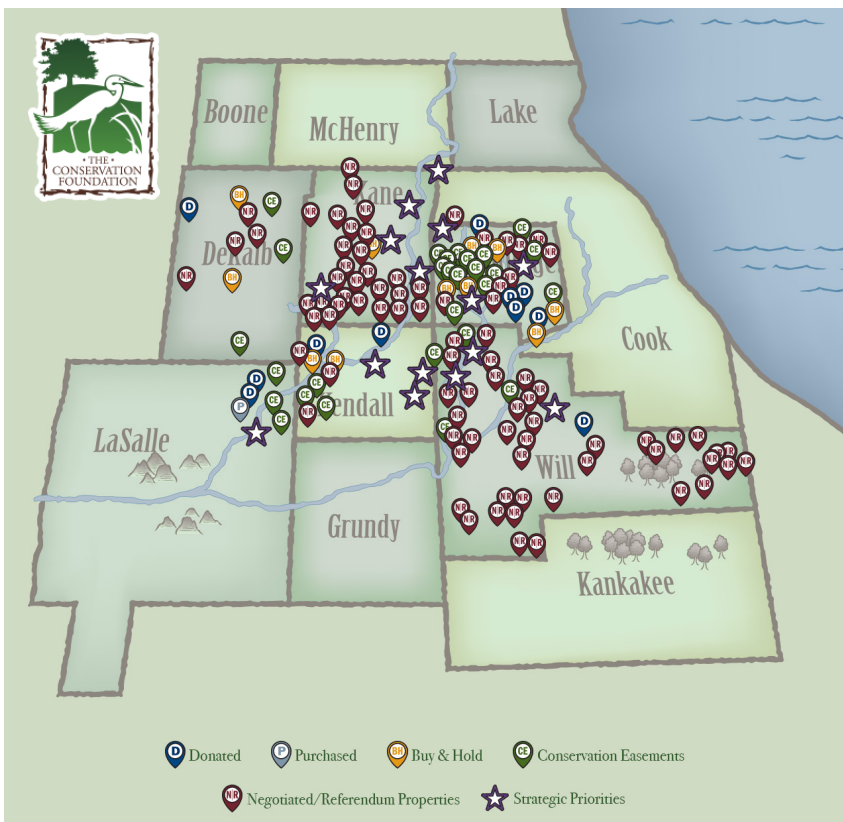 THE
CONSERVATION
FOUNDATION
Boone
McHenry
Lake
Kane
DeKalb
Cook
Kendall
LaSalle
Will
Grundy
Kankakee
D Donated
P Purchased
BH Buy & Hold
CE Conservation Easements
N/R Negotiated/Referendum Properties
Strategic Priorities